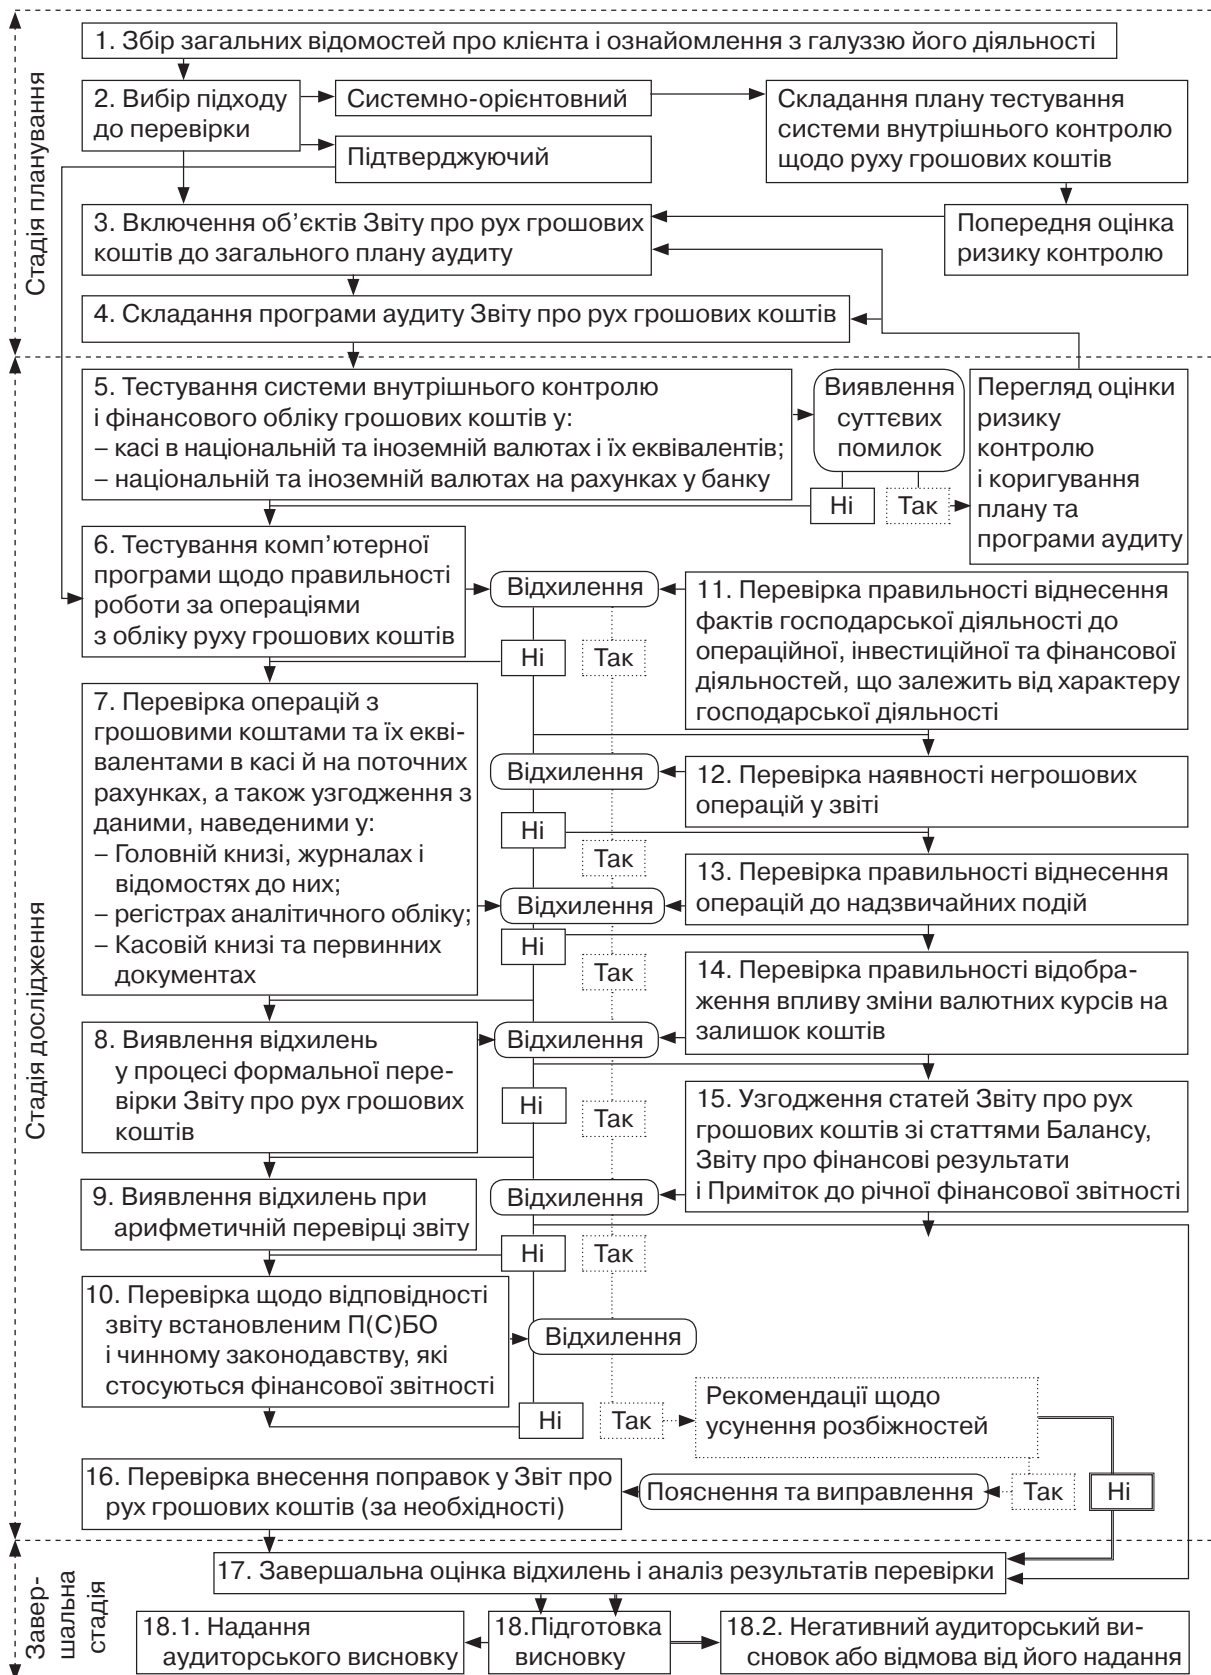 Стадія планування
1. Збір загальних відомостей про клієнта і ознайомлення з галуззю його діяльності
2. Вибір підходу
до перевірки
Системно-орієнтовний
Підтверджуючий
Складання плану тестування
системи внутрішнього контролю
щодо руху грошових коштів
3. Включення об’єктів Звіту про рух грошових
коштів до загального плану аудиту
Попередня оцінка
ризику контролю
4. Складання програми аудиту Звіту про рух грошових коштів
Стадія дослідження
5. Тестування системи внутрішнього контролю
і фінансового обліку грошових коштів у:
– касі в національній та іноземній валютах і їх еквівалентів;
– національній та іноземній валютах на рахунках у банку
Виявлення
суттєвих
помилок
Ні
Так
Перегляд оцінки
ризику
контролю
і коригування
плану та
програми аудиту
6. Тестування комп’ютерної
програми щодо правильності
роботи за операціями
з обліку руху грошових коштів
Відхилення
Ні
Так
11. Перевірка правильності віднесення
фактів господарської діяльності до
операційної, інвестиційної та фінансової
діяльностей, що залежить від характеру
господарської діяльності
7. Перевірка операцій з
грошовими коштами та їх екві-
валентами в касі й на поточних
рахунках, а також узгодження з
даними, наведеними у:
– Головній книзі, журналах і
відомостях до них;
– регістрах аналітичного обліку;
– Касовій книзі та первинних
документах
Відхилення
Ні
Так
12. Перевірка наявності негрошових
операцій у звіті
13. Перевірка правильності віднесення
операцій до надзвичайних подій
Відхилення
Ні
Так
14. Перевірка правильності відобра-
ження впливу зміни валютних курсів на
залишок коштів
8. Виявлення відхилень
у процесі формальної пере-
вірки Звіту про рух грошових
коштів
Відхилення
Ні
Так
15. Узгодження статей Звіту про рух
грошових коштів зі статтями Балансу,
Звіту про фінансові результати
і Приміток до річної фінансової звітності
9. Виявлення відхилень при
арифметичній перевірці звіту
Відхилення
Ні
Так
10. Перевірка щодо відповідності
звіту встановленим П(С)БО
і чинному законодавству, які
стосуються фінансової звітності
Відхилення
Ні
Так
Рекомендації щодо
усунення розбіжностей
16. Перевірка внесення поправок у Звіт про
рух грошових коштів (за необхідності)
Пояснення та виправлення
Так
Ні
Завер-
шальна
стадія
17. Завершальна оцінка відхилень і аналіз результатів перевірки
18.1. Надання
аудиторського висновку
18.Підготовка
висновку
18.2. Негативний аудиторський ви-
сновок або відмова від його надання